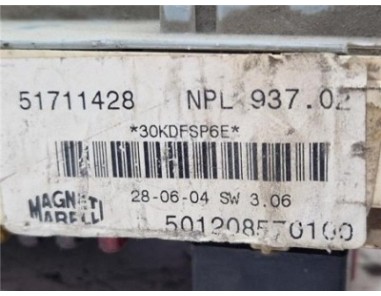 51711428 NPL 937.02
*30KDFSP6E*
28-06-04 SW 3.06
MAGNETI
MARELLI
501208570100